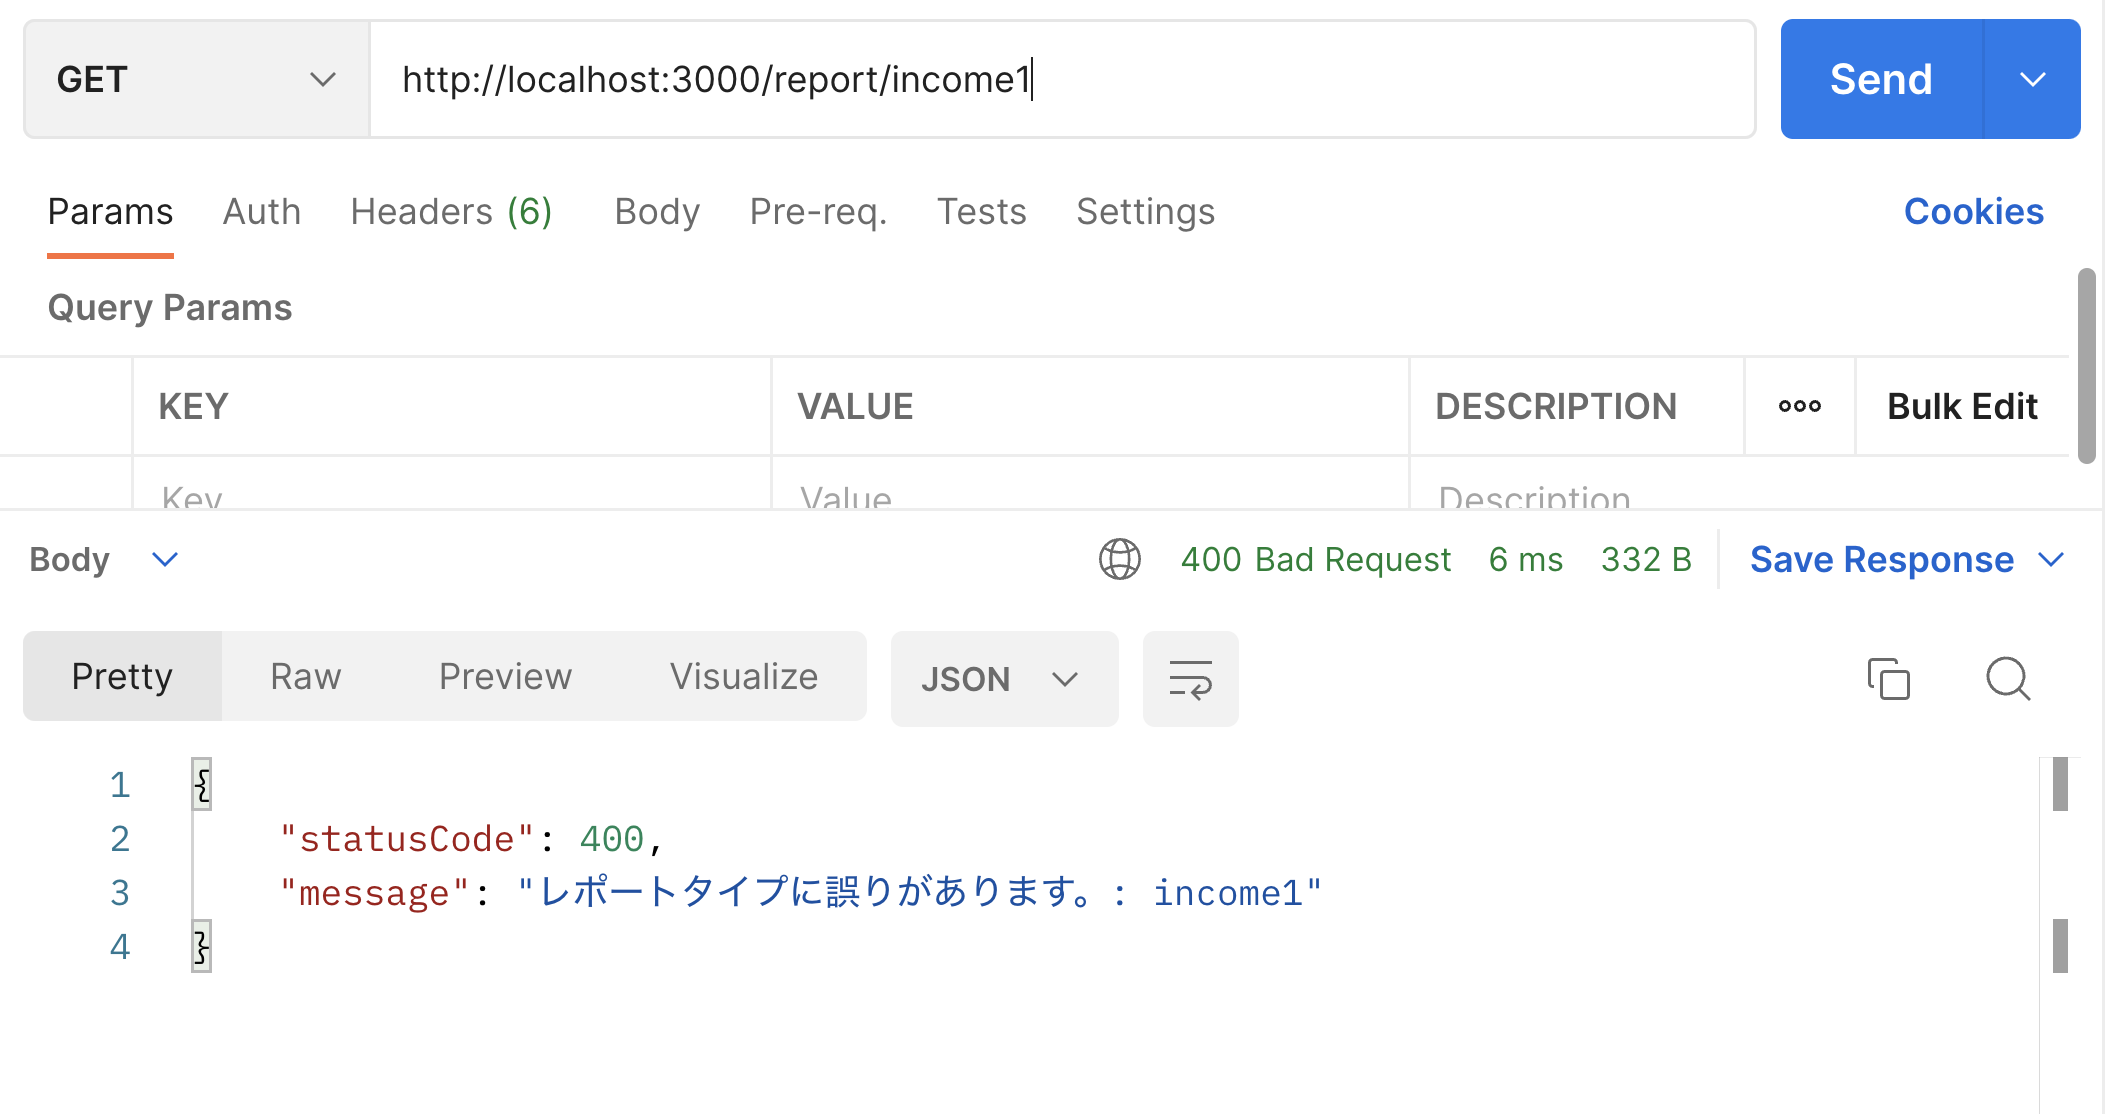 GET http://localhost:3000/report/income1 Send
Params Auth Headers (6) Body Pre-req. Tests Settings Cookies
Query Params
KEY VALUE DESCRIPTION Bulk Edit
Key Value Description
Body 400 Bad Request 6 ms 332 B Save Response
Pretty Raw Preview Visualize JSON
1 {
2 "statusCode": 400,
3 "message": "レポートタイプに誤りがあります。: income1"
4 }